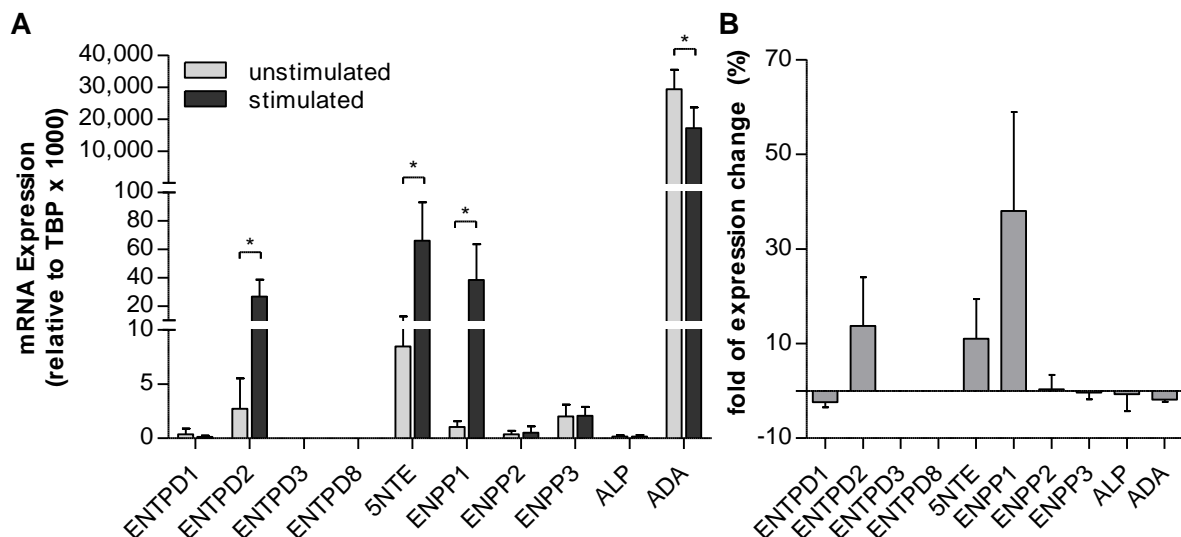 A
mRNA Expression
(relative to TBP x 1000)
40,000
30,000
20,000
10,000
100
80
60
40
20
10
5
0
unstimulated
stimulated
*
*
*
*
ENTPD1
ENTPD2
ENTPD3
ENTPD8
5NTE
ENPP1
ENPP2
ENPP3
ALP
ADA
B
fold of expression change (%)
70
50
30
10
-10
ENTPD1
ENTPD2
ENTPD3
ENTPD8
5NTE
ENPP1
ENPP2
ENPP3
ALP
ADA